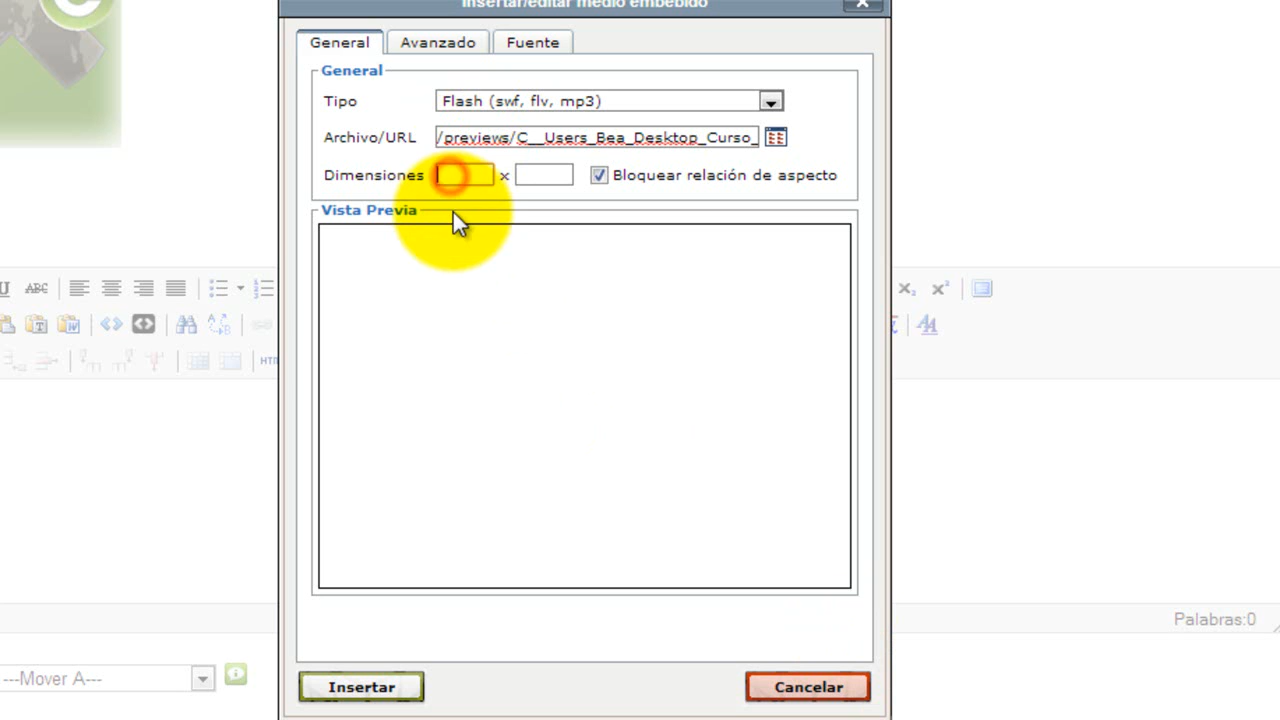 Insertar/editar medio embebido
General Avanzado Fuente
General
Tipo Flash (swf, flv, mp3)
Archivo/URL /previews/C__Users_Bea_Desktop_Curso_
Dimensiones x Bloquear relación de aspecto
Vista Previa
U ABC
Palabras:0
---Mover A---
Insertar Cancelar